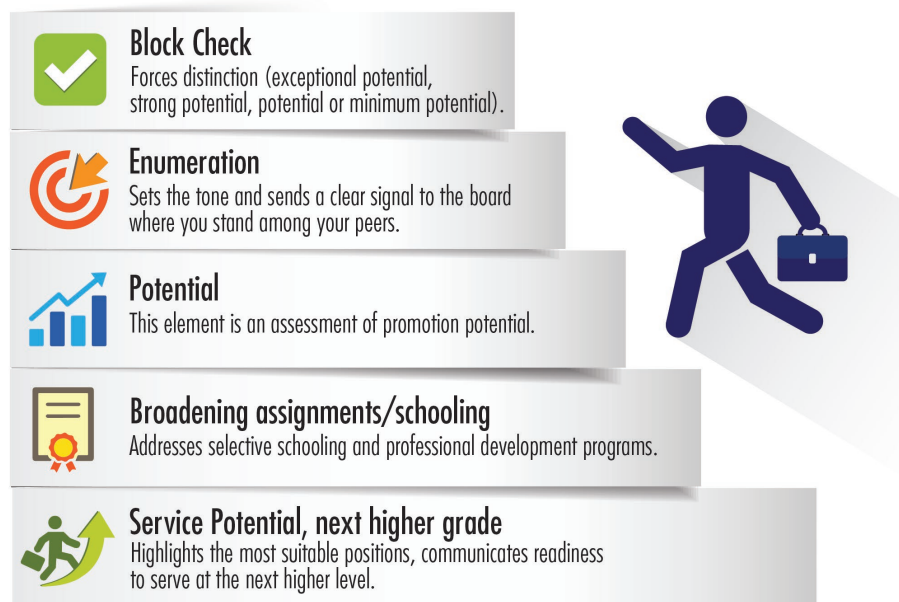 Block Check
Forces distinction (exceptional potential,
strong potential, potential or minimum potential).
Enumeration
Sets the tone and sends a clear signal to the board
where you stand among your peers.
Potential
This element is an assessment of promotion potential.
Broadening assignments/schooling
Addresses selective schooling and professional development programs.
Service Potential, next higher grade
Highlights the most suitable positions, communicates readiness
to serve at the next higher level.